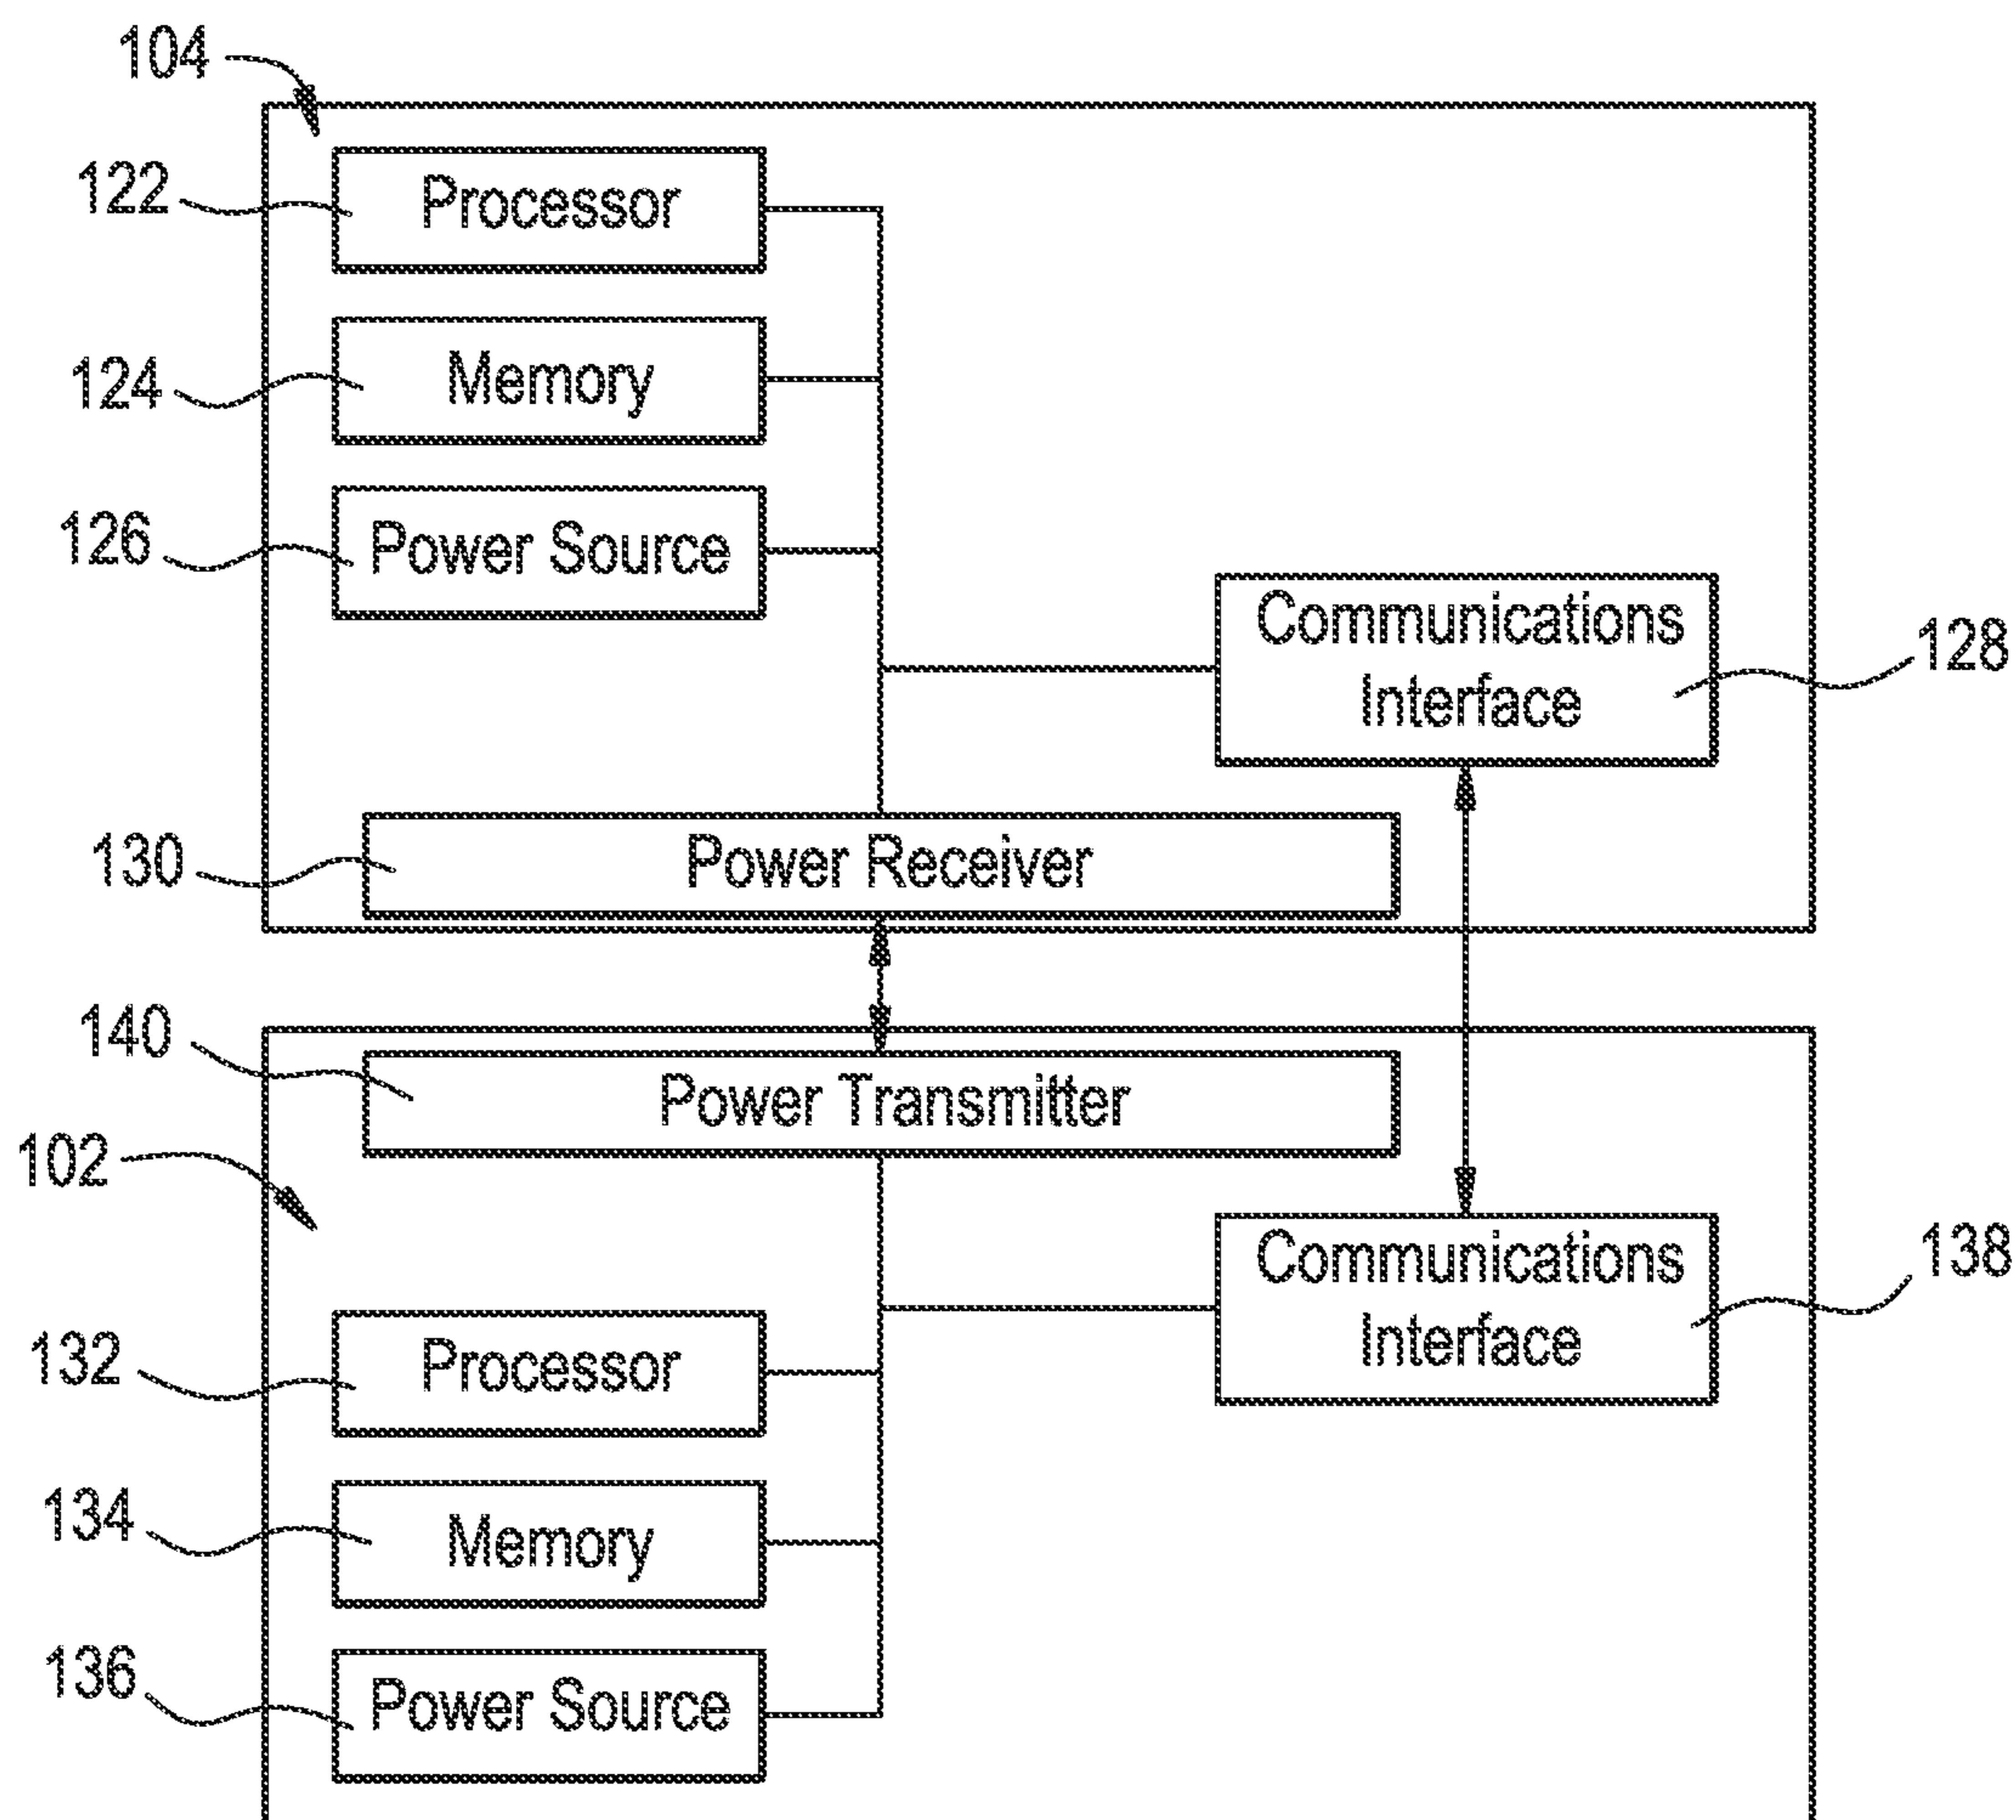 104
122
Processor
124
Memory
126
Power Source
Communications
Interface
128
130
Power Receiver
140
Power Transmitter
102
Communications
Interface
138
132
Processor
134
Memory
136
Power Source